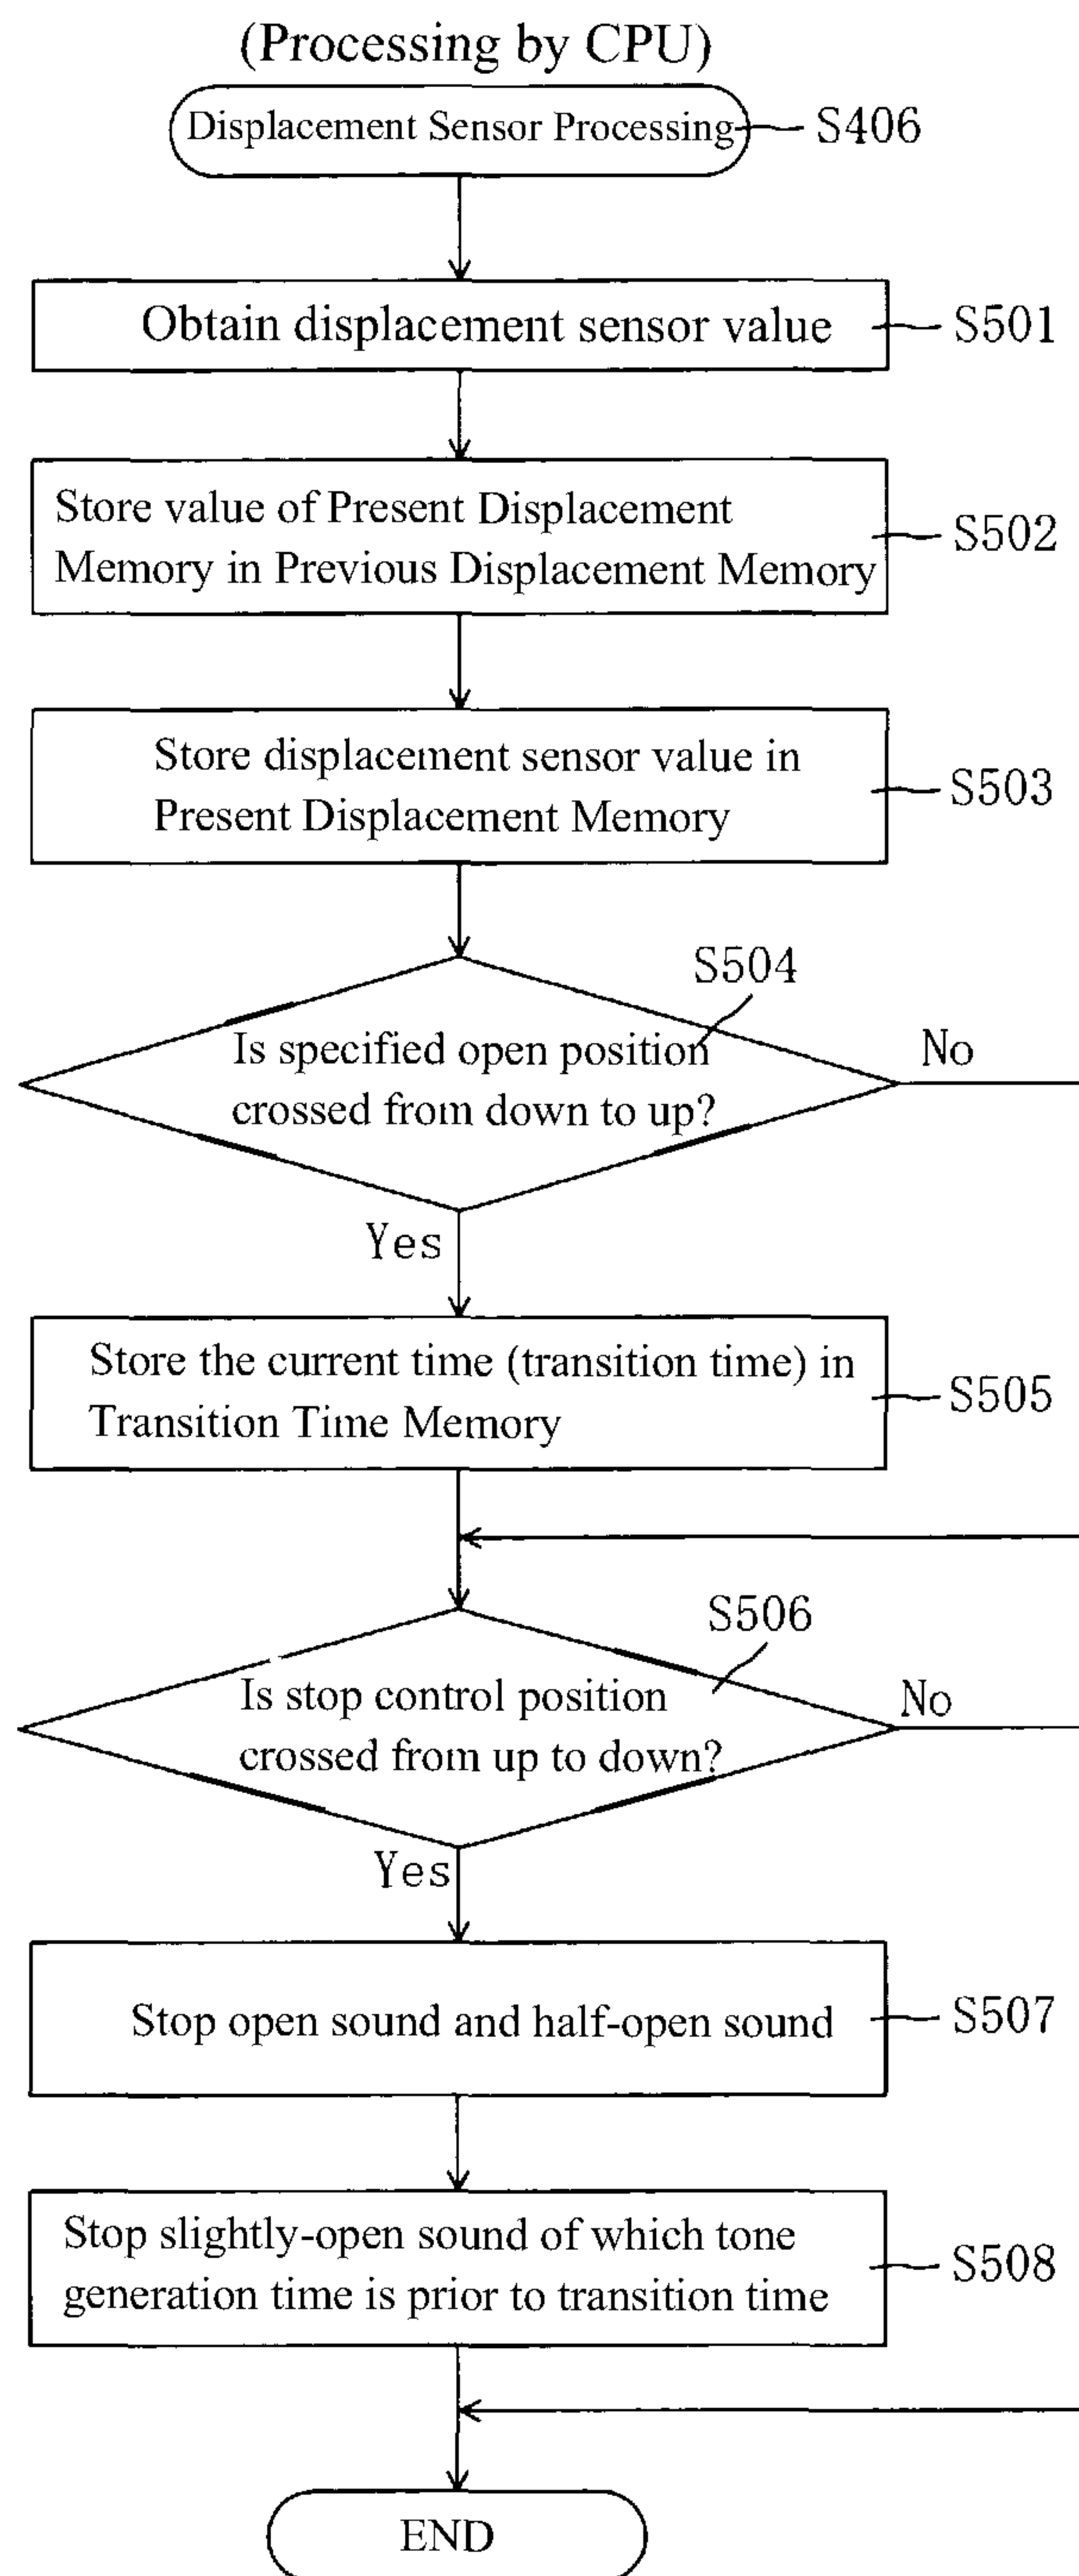 (Processing by CPU)
Displacement Sensor Processing
S406
Obtain displacement sensor value
S501
Store value of Present Displacement
Memory in Previous Displacement Memory
S502
Store displacement sensor value in
Present Displacement Memory
S503
S504
Is specified open position
crossed from down to up?
No
Yes
Store the current time (transition time) in
Transition Time Memory
S505
S506
Is stop control position
crossed from up to down?
No
Yes
Stop open sound and half-open sound
S507
Stop slightly-open sound of which tone
generation time is prior to transition time
S508
END